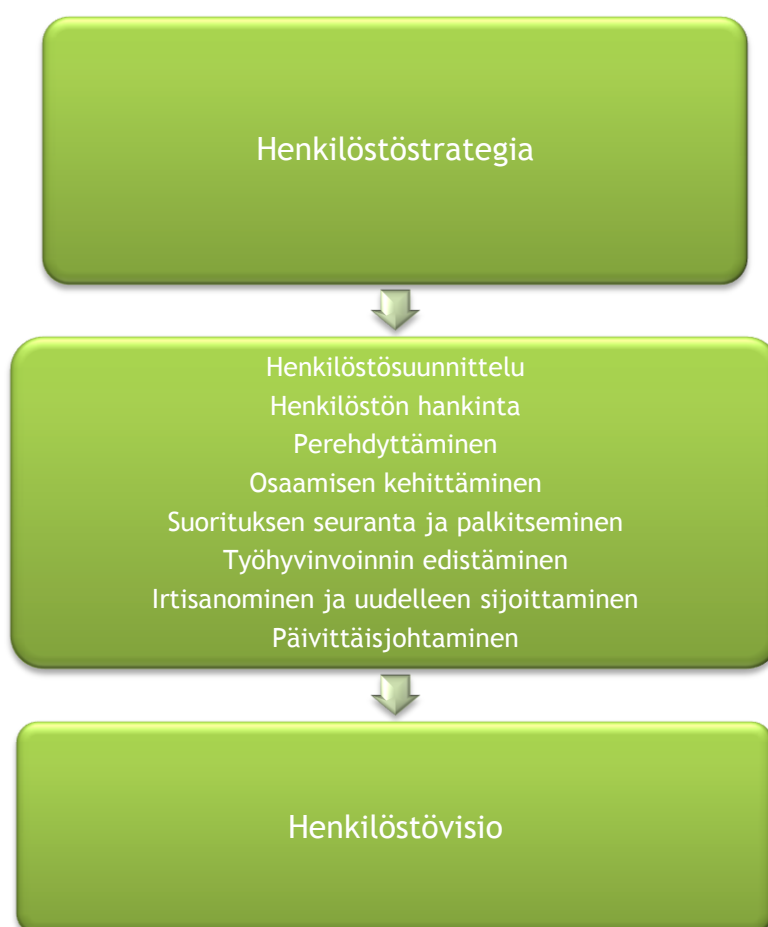 Henkilöstöstrategia
Henkilöstösuunnittelu
Henkilöstön hankinta
Perehdyttäminen
Osaamisen kehittäminen
Suorituksen seuranta ja palkitseminen
Työhyvinvoinnin edistäminen
Irtisanominen ja uudelleen sijoittaminen
Päivittäisjohtaminen
Henkilöstövisio